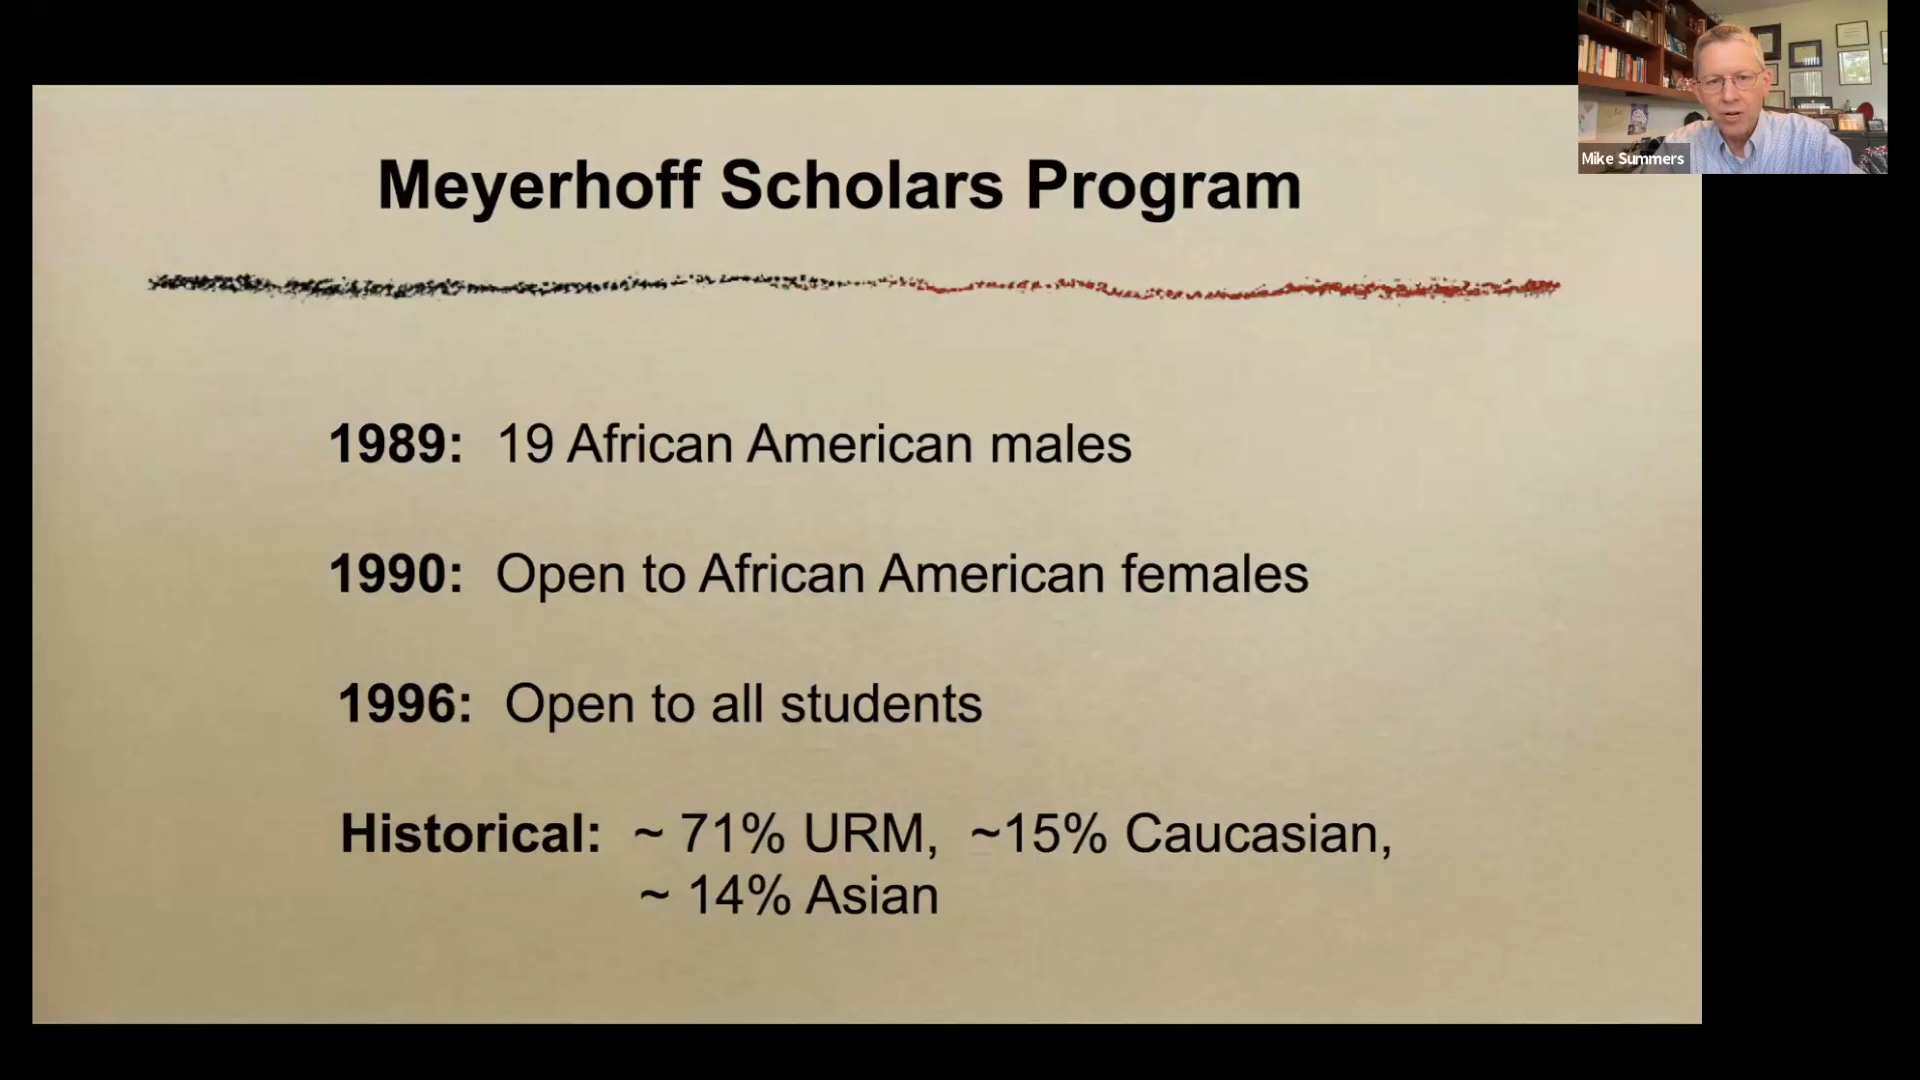 Mike Summers
Meyerhoff Scholars Program
1989: 19 African American males
1990: Open to African American females
1996: Open to all students
Historical: ~ 71% URM, ~15% Caucasian,
~ 14% Asian